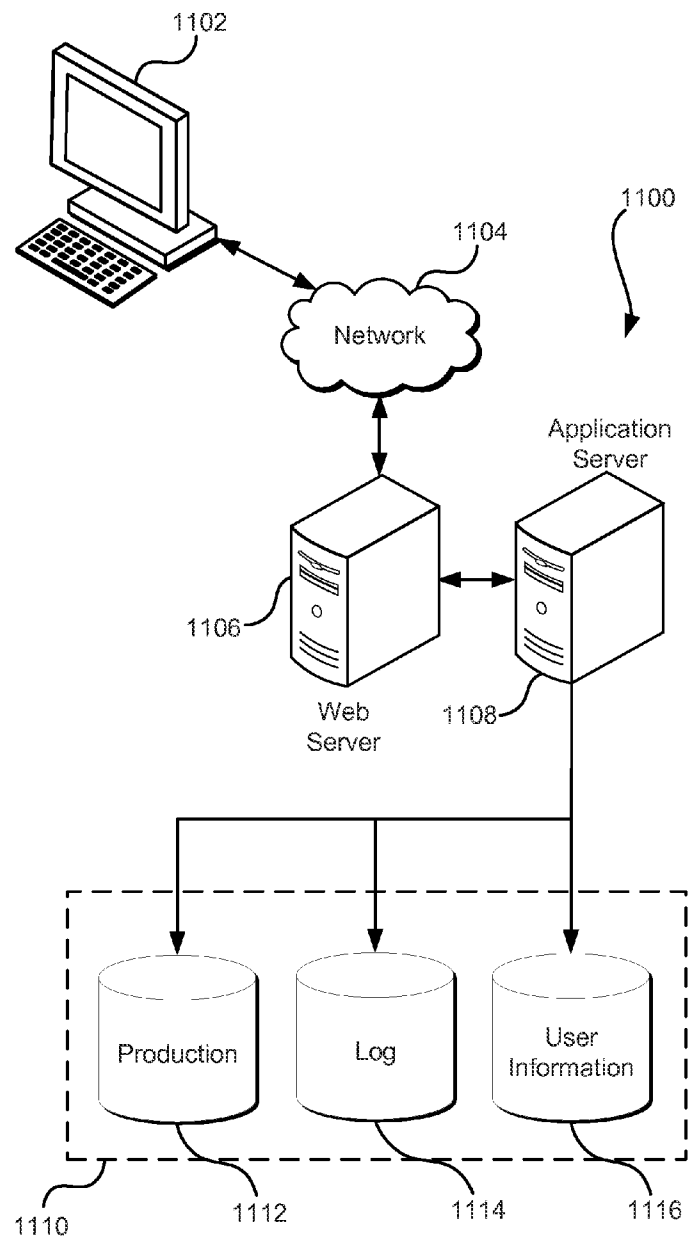 1102
1100
1104
Network
Application
Server
1106
1108
Web
Server
Production
Log
User
Information
1110
1112
1114
1116